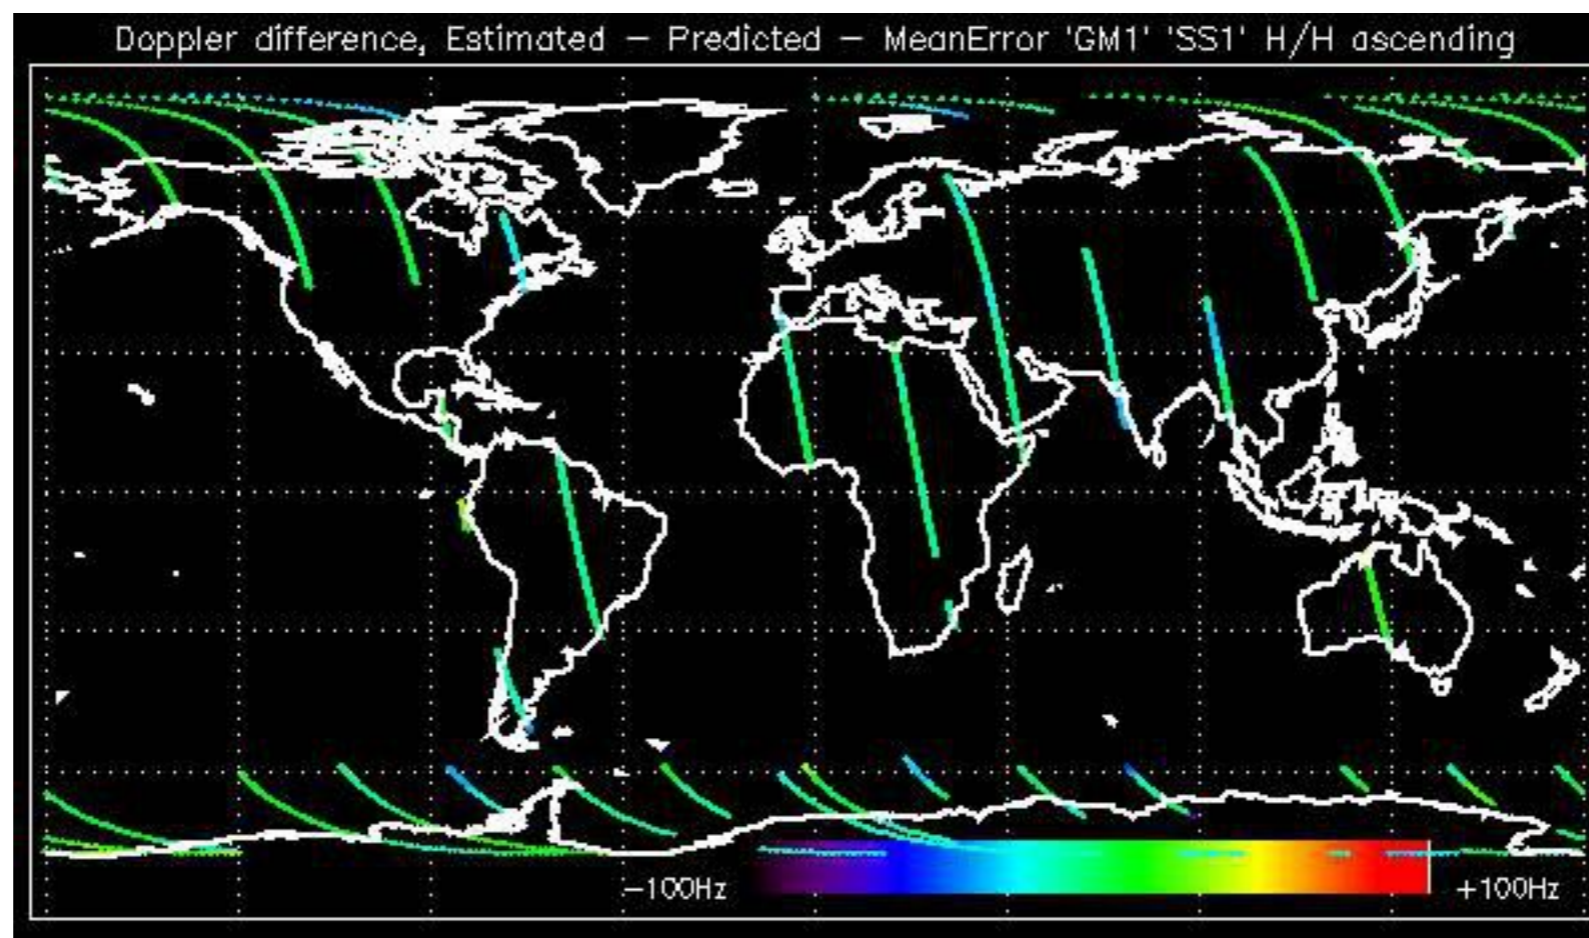 Doppler difference, Estimated – Predicted – MeanError 'GM1' 'SS1' H/H ascending
–100Hz +100Hz